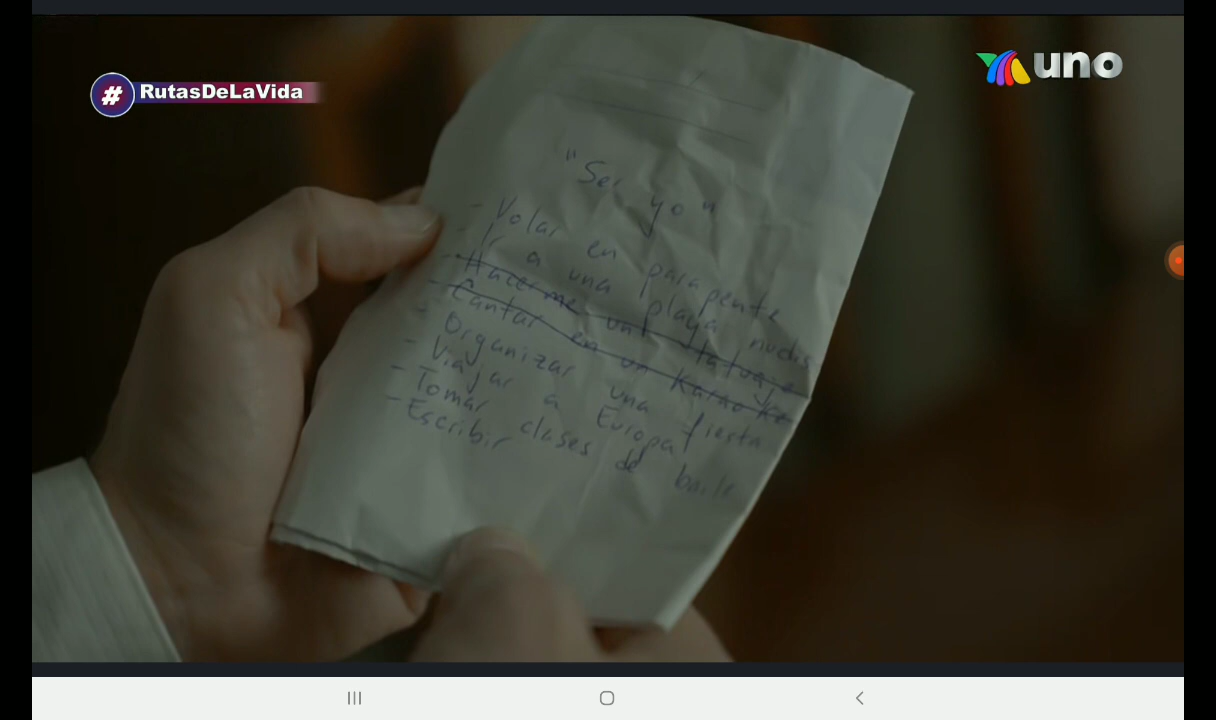 # RutasDeLaVida
uno
"Ser yo"
- Volar en parapente
- Ir a una playa nudis
- Hacerme un tatuaje
- Cantar en un Karaoke
- Organizar una fiesta
- Viajar a Europa
- Tomar clases de baile
- Escribir